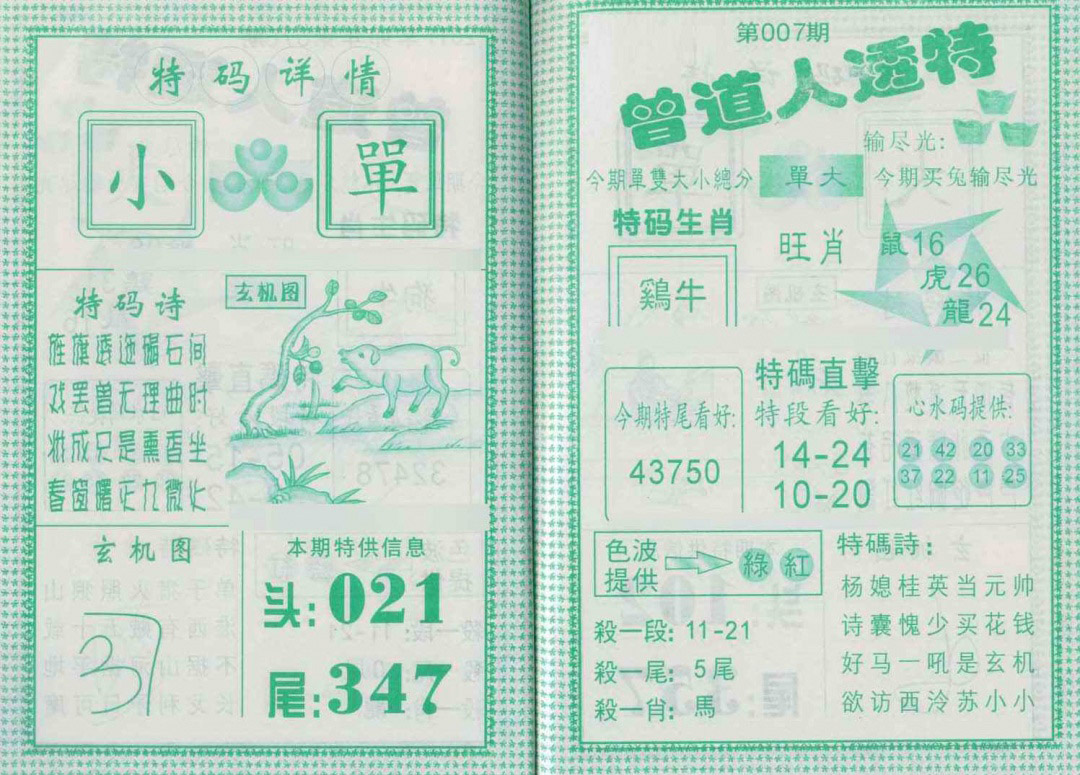 特码详情
小 單
特码诗
旌旗透迤碣石间
戏罢曾无理曲时
妝成只是熏香坐
春窗曙灭九微火
玄机图
玄机图
37
本期特供信息
头:021
尾:347
第007期
曾道人透特
输尽光:
今期單雙大小總分 單大 今期买兔输尽光
特码生肖
鷄牛
旺肖
鼠16
虎26
龍24
今期特尾看好:
43750
特碼直擊
特段看好:
14-24
10-20
心水码提供:
21 42 20 33
37 22 11 25
色波提供 綠 紅
殺一段: 11-21
殺一尾: 5尾
殺一肖: 馬
特碼詩:
杨媳桂英当元帅
诗囊愧少买花钱
好马一吼是玄机
欲访西泠苏小小